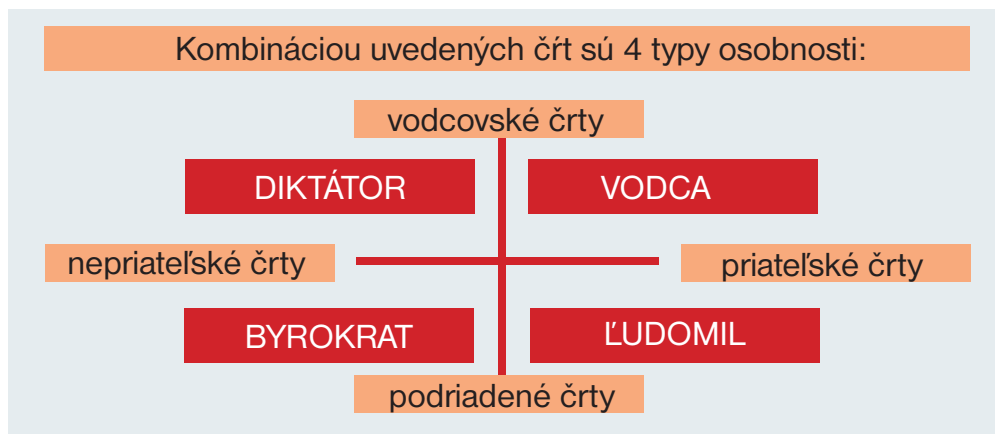 Kombináciou uvedených čŕt sú 4 typy osobnosti:
vodcovské črty
DIKTÁTOR
VODCA
nepriateľské črty
priateľské črty
BYROKRAT
ĽUDOMIL
podriadené črty